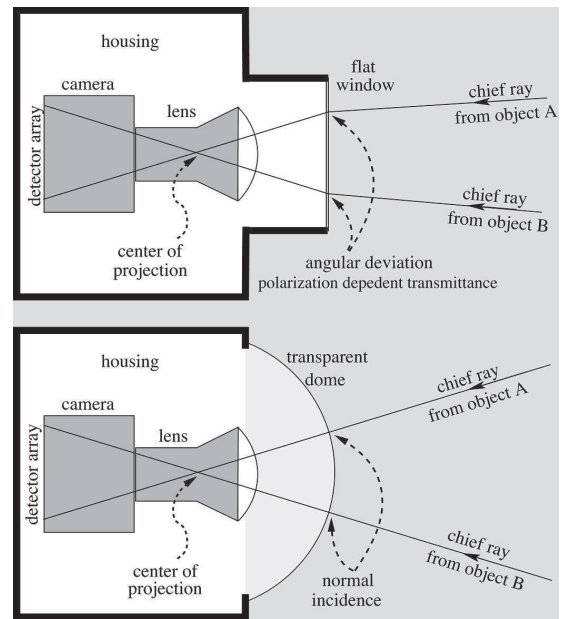 housing
camera
lens
detector array
center of
projection
flat
window
chief ray
from object A
chief ray
from object B
angular deviation
polarization depedent transmittance
housing
camera
lens
detector array
center of
projection
transparent
dome
chief ray
from object A
chief ray
from object B
normal
incidence